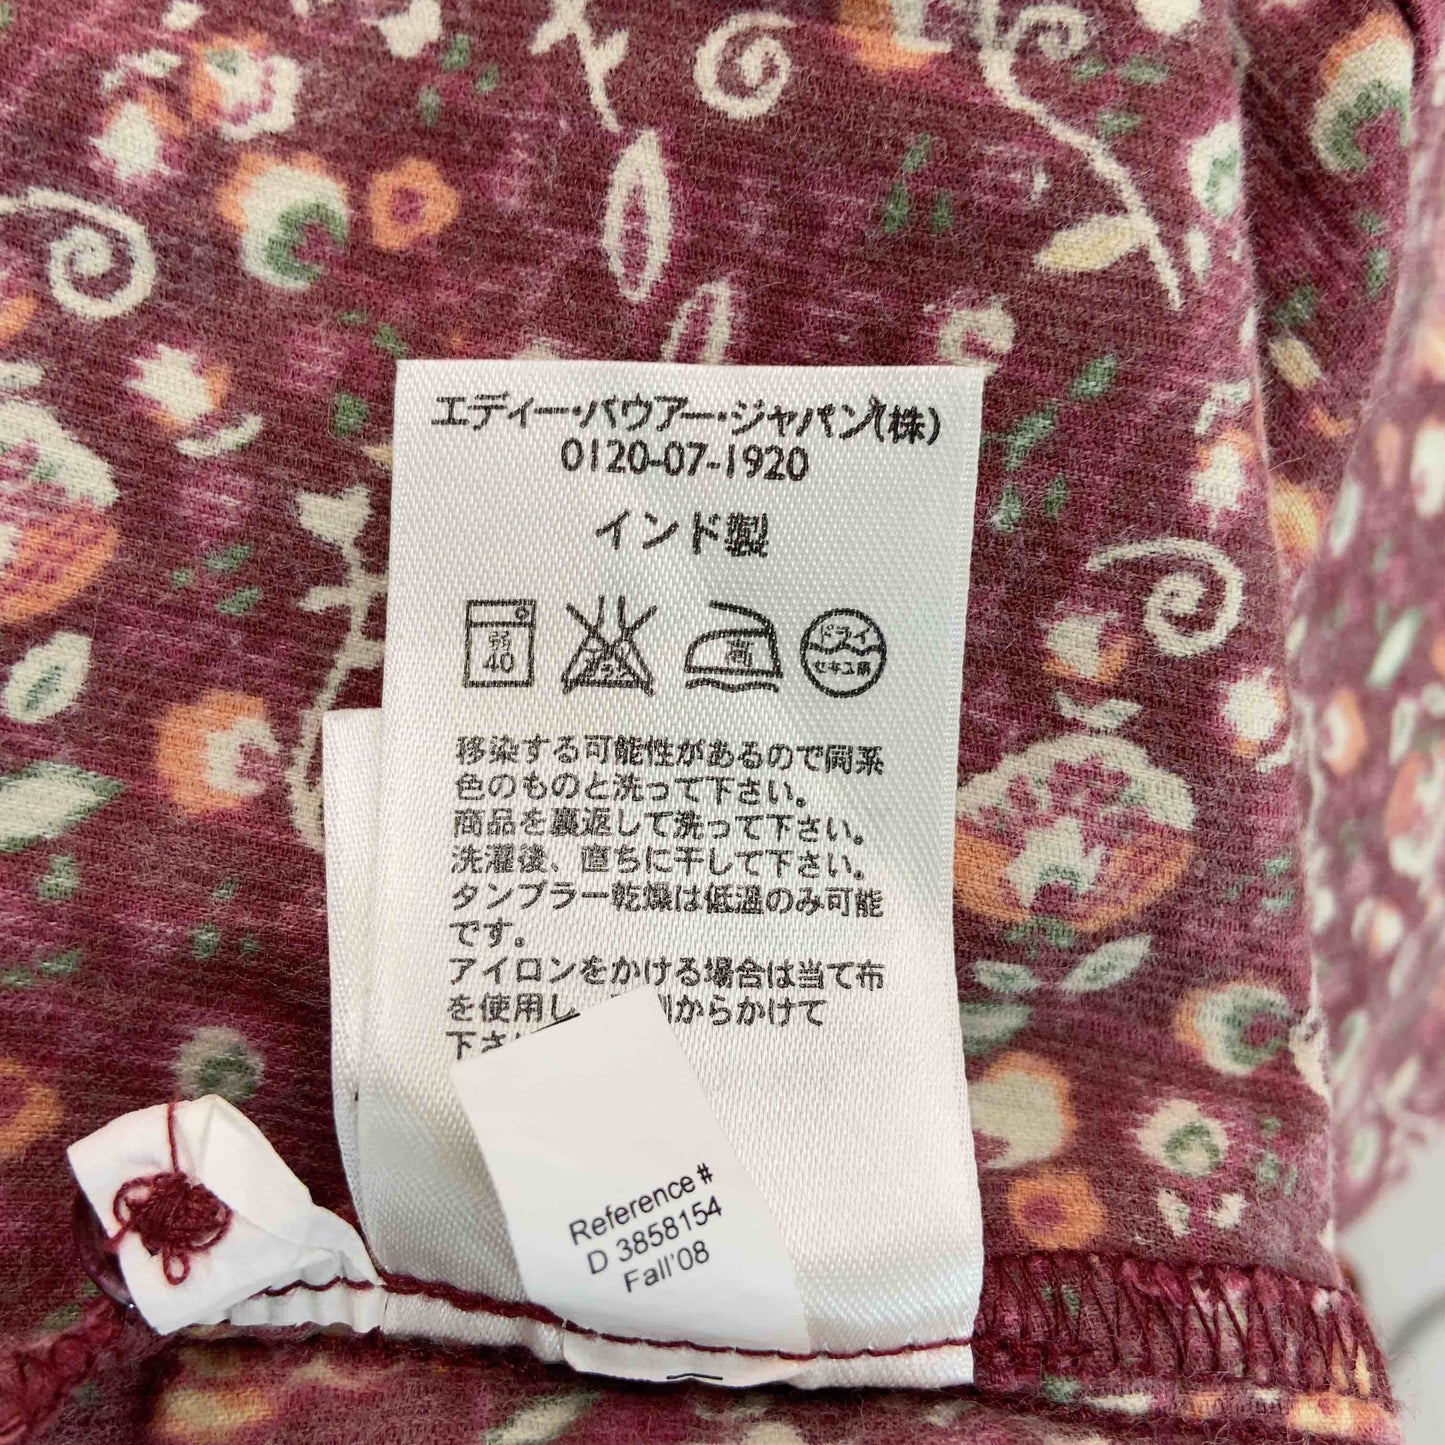 エディー・バウアー・ジャパン(株)
0120-07-1920
インド製
弱
40
高
ドライ
セキユ系
移染する可能性があるので同系
色のものと洗って下さい。
商品を裏返して洗って下さい。
洗濯後、直ちに干して下さい。
タンブラー乾燥は低温のみ可能
です。
アイロンをかける場合は当て布
を使用し 側からかけて
下さ
Reference #
D 3858154
Fall'08